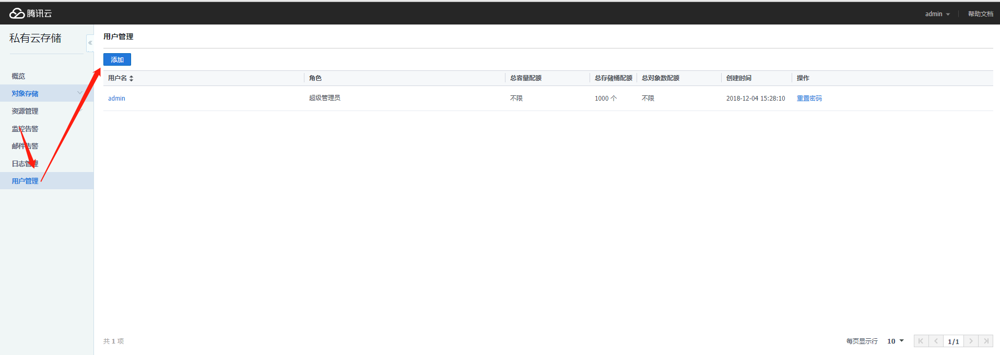 腾讯云
admin
帮助文档
私有云存储
概览
对象存储
资源管理
监控告警
邮件告警
日志管理
用户管理
用户管理
添加
用户名 角色 总容量配额 总存储桶配额 总对象数配额 创建时间 操作
admin 超级管理员 不限 1000 个 不限 2018-12-04 15:28:10 重置密码
共 1 项
每页显示行 10 1/1